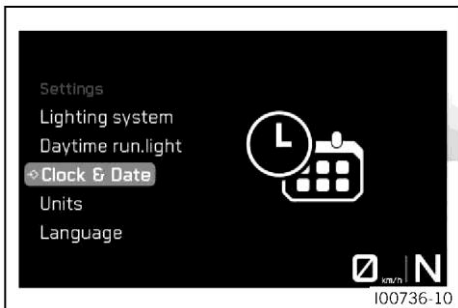 Settings
Lighting system
Daytime run.light
Clock & Date
Units
Language
0 km/h N
I00736-10